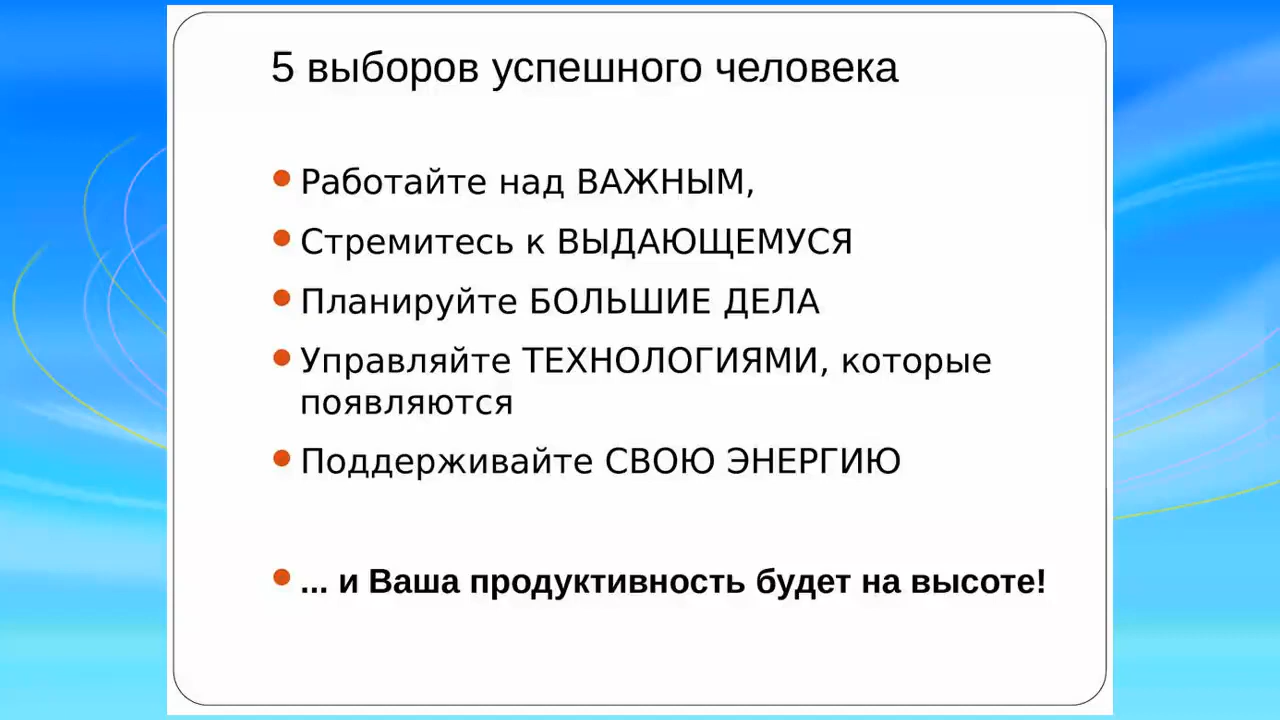 5 выборов успешного человека
Работайте над ВАЖНЫМ,
Стремитесь к ВЫДАЮЩЕМУСЯ
Планируйте БОЛЬШИЕ ДЕЛА
Управляйте ТЕХНОЛОГИЯМИ, которые
появляются
Поддерживайте СВОЮ ЭНЕРГИЮ
... и Ваша продуктивность будет на высоте!